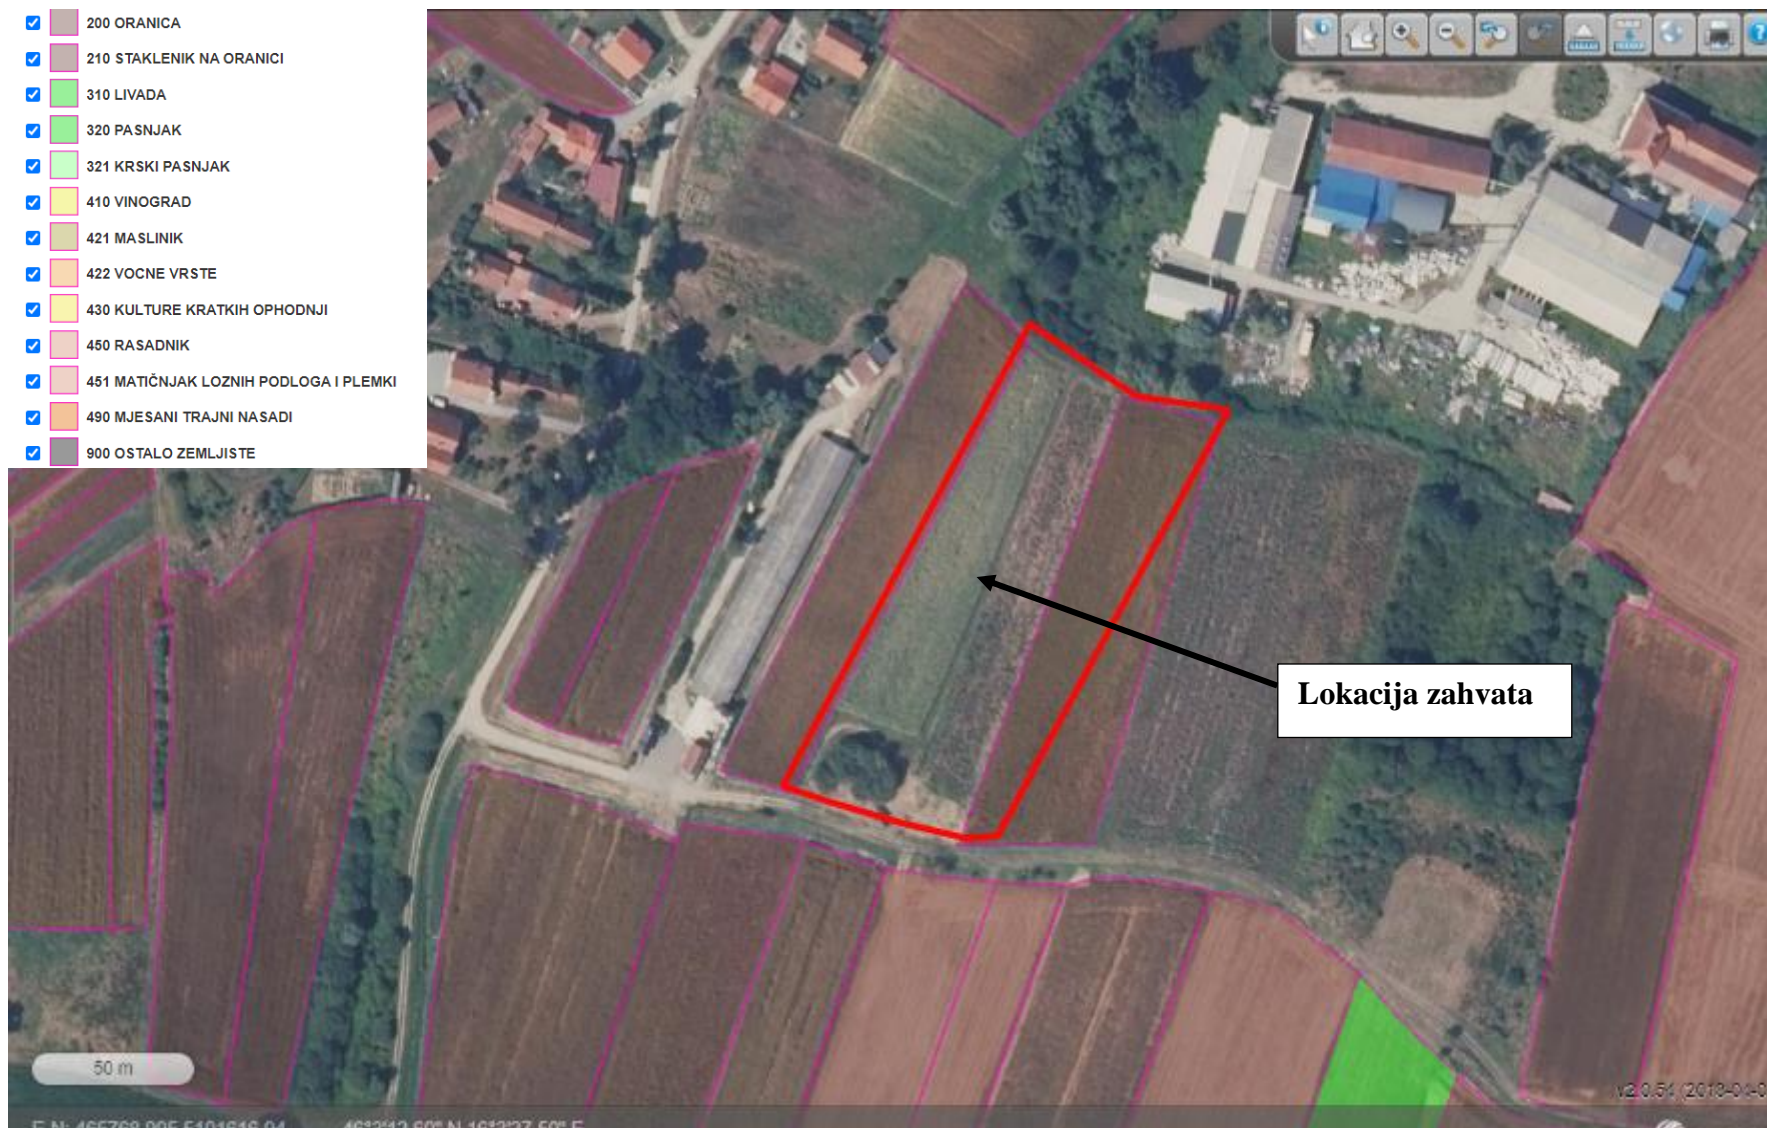 200 ORANICA
210 STAKLENIK NA ORANICI
310 LIVADA
320 PASNJAK
321 KRSKI PASNJAK
410 VINOGRAD
421 MASLINIK
422 VOCNE VRSTE
430 KULTURE KRATKIH OPHODNJI
450 RASADNIK
451 MATIČNJAK LOZNIH PODLOGA I PLEMKI
490 MJESANI TRAJNI NASADI
900 OSTALO ZEMLJISTE
Lokacija zahvata
50 m